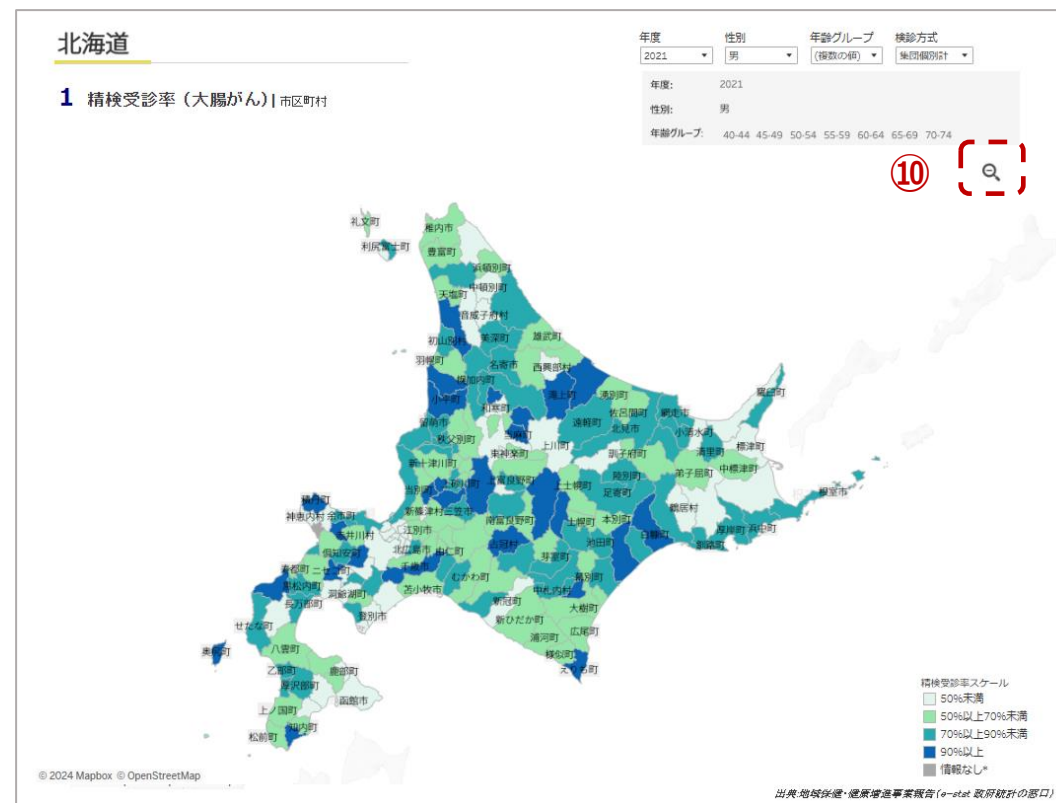 北海道
年度 性別 年齢グループ 検診方式
2021 男 (複数の値) 集団個別計
年度: 2021
性別: 男
年齢グループ: 40-44 45-49 50-54 55-59 60-64 65-69 70-74
1 精検受診率（大腸がん）| 市区町村
⑩
礼文町
稚内市
利尻富士町
豊富町
浜頓別町
中頓別町
天塩町
音威子府村
初山別村
美深町
雄武町
羽幌町
名寄市
西興部村
幌加内町
滝上町
湧別町
羅臼町
小平町
和寒町
佐呂間町
網走市
留萌市
遠軽町
北見市
小清水町
秩父別町
当麻町
上川町
標津町
東神楽町
訓子府町
清里町
新十津川町
弟子屈町
中標津町
陸別町
上富良野町
上士幌町
足寄町
当別町
上砂川町
根室市
積丹町
鶴居村
新篠津村
三笠市
神恵内村
余市町
南富良野町
士幌町
本別町
赤井川村
江別市
白糠町
厚岸町
浜中町
北広島市
由仁町
占冠村
池田町
釧路町
倶知安町
芽室町
千歳市
寿都町
ニセコ町
むかわ町
幕別町
黒松内町
洞爺湖町
苫小牧市
中札内村
長万部町
新冠町
大樹町
登別市
新ひだか町
せたな町
広尾町
浦河町
八雲町
様似町
奥尻町
えりも町
乙部町
鹿部町
厚沢部町
函館市
上ノ国町
知内町
松前町
精検受診率スケール
50%未満
50%以上70%未満
70%以上90%未満
90%以上
情報なし*
© 2024 Mapbox © OpenStreetMap
出典:地域保健・健康増進事業報告(e-stat 政府統計の窓口)